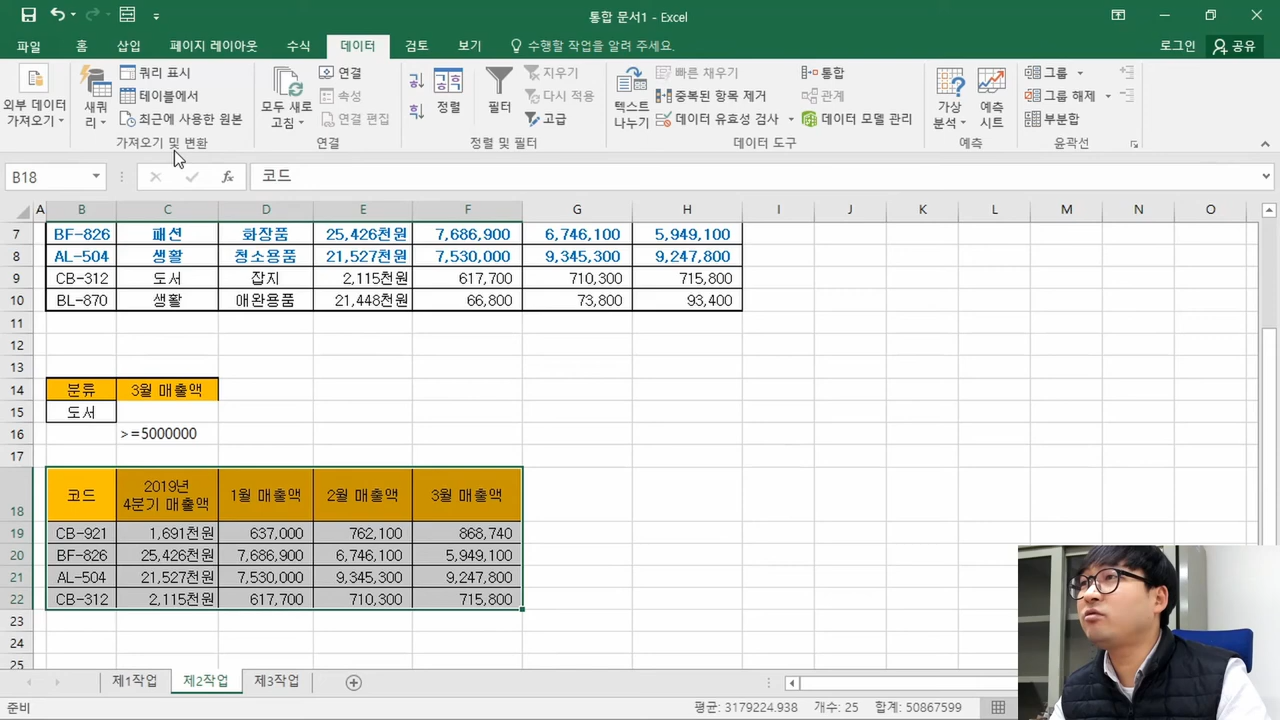 통합 문서1 - Excel
파일 홈 삽입 페이지 레이아웃 수식 데이터 검토 보기 수행할 작업을 알려 주세요. 로그인 공유
외부 데이터 가져오기
새쿼리
쿼리 표시
테이블에서
최근에 사용한 원본
가져오기 및 변환
모두 새로 고침
연결
속성
연결 편집
연결
정렬
필터
지우기
다시 적용
고급
정렬 및 필터
텍스트 나누기
빠른 채우기
중복된 항목 제거
데이터 유효성 검사
통합
관계
데이터 모델 관리
데이터 도구
가상 분석
예측 시트
예측
그룹
그룹 해제
부분합
윤곽선
B18 fx 코드
A B C D E F G H I J K L M N O
7 BF-826 패션 화장품 25,426천원 7,686,900 6,746,100 5,949,100
8 AL-504 생활 청소용품 21,527천원 7,530,000 9,345,300 9,247,800
9 CB-312 도서 잡지 2,115천원 617,700 710,300 715,800
10 BL-870 생활 애완용품 21,448천원 66,800 73,800 93,400
11
12
13
14 분류 3월 매출액
15 도서
16 >=5000000
17
18 코드 2019년 4분기 매출액 1월 매출액 2월 매출액 3월 매출액
19 CB-921 1,691천원 637,000 762,100 868,740
20 BF-826 25,426천원 7,686,900 6,746,100 5,949,100
21 AL-504 21,527천원 7,530,000 9,345,300 9,247,800
22 CB-312 2,115천원 617,700 710,300 715,800
23
24
25
제1작업 제2작업 제3작업
준비 평균: 3179224.938 개수: 25 합계: 50867599